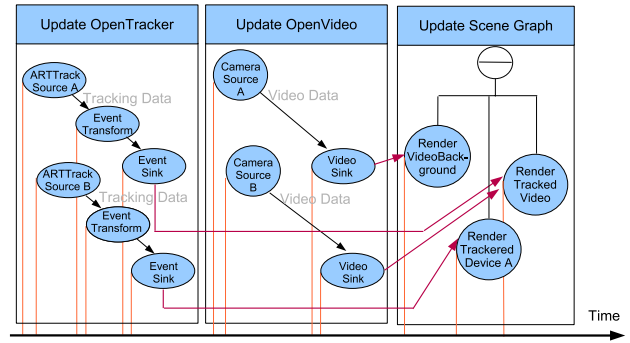 Update OpenTracker
Update OpenVideo
Update Scene Graph
ARTTrack
Source A
Tracking Data
Event
Transform
Event
Sink
ARTTrack
Source B
Tracking Data
Event
Transform
Event
Sink
Camera
Source
A
Video Data
Video
Sink
Camera
Source
B
Video Data
Video
Sink
Render
VideoBack-
ground
Render
Tracked
Video
Render
Trackered
Device A
Time